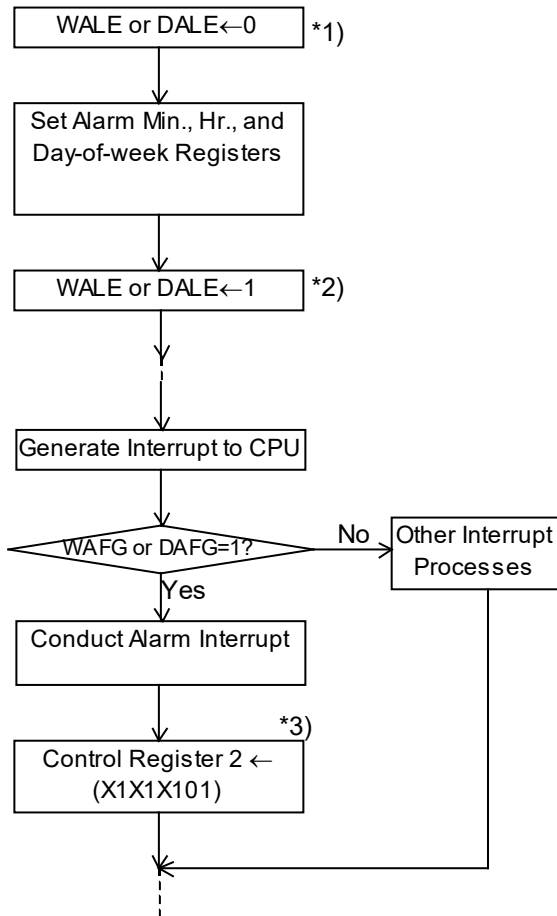 WALE or DALE←0
*1)
Set Alarm Min., Hr., and
Day-of-week Registers
WALE or DALE←1
*2)
Generate Interrupt to CPU
WAFG or DAFG=1?
No
Other Interrupt
Processes
Yes
Conduct Alarm Interrupt
*3)
Control Register 2 ←
(X1X1X101)